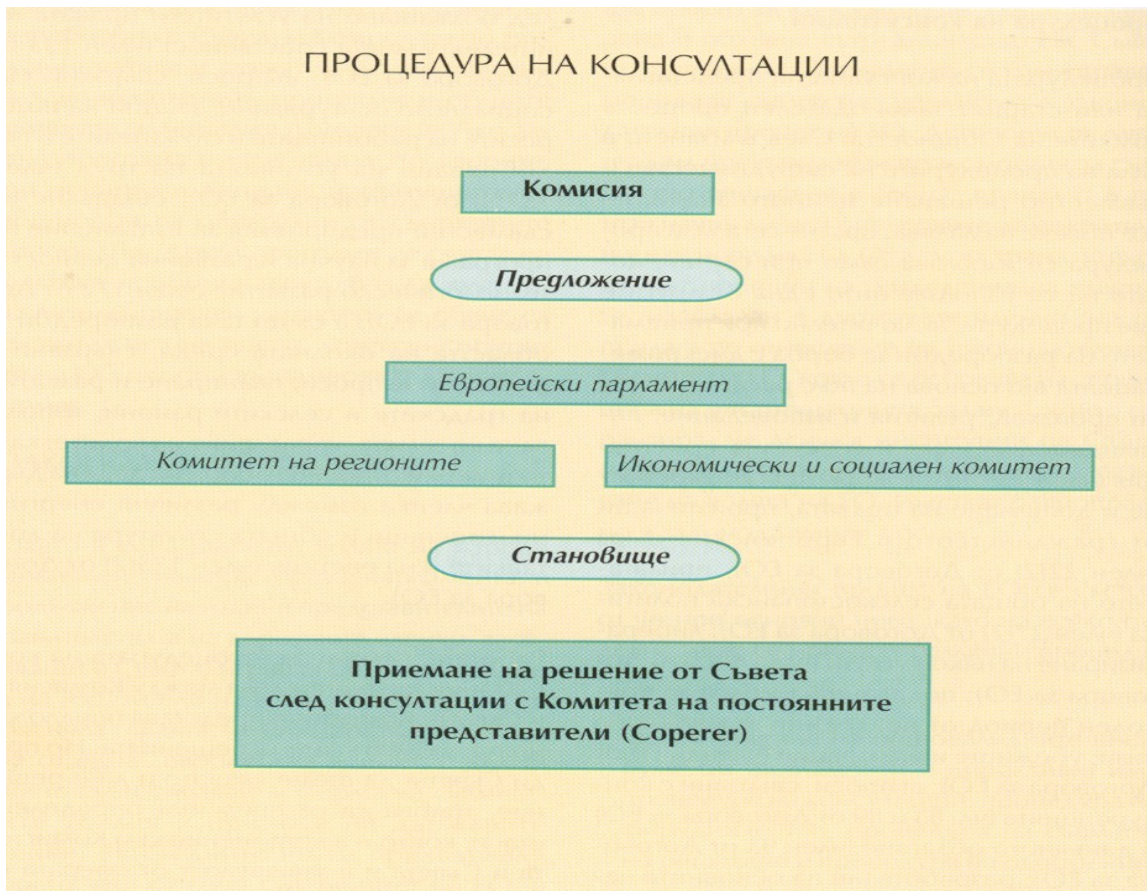 ПРОЦЕДУРА НА КОНСУЛТАЦИИ
Комисия
Предложение
Европейски парламент
Комитет на регионите
Икономически и социален комитет
Становище
Приемане на решение от Съвета
след консултации с Комитета на постоянните
представители (Coperer)